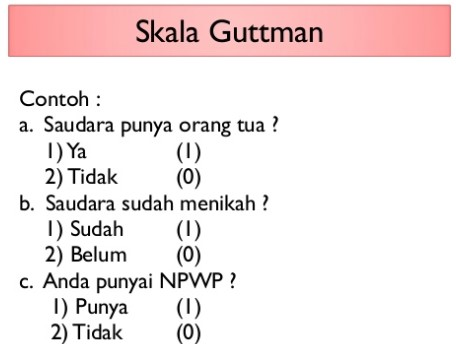 Skala Guttman
Contoh :
a. Saudara punya orang tua ?
1) Ya (1)
2) Tidak (0)
b. Saudara sudah menikah ?
1) Sudah (1)
2) Belum (0)
c. Anda punyai NPWP ?
1) Punya (1)
2) Tidak (0)